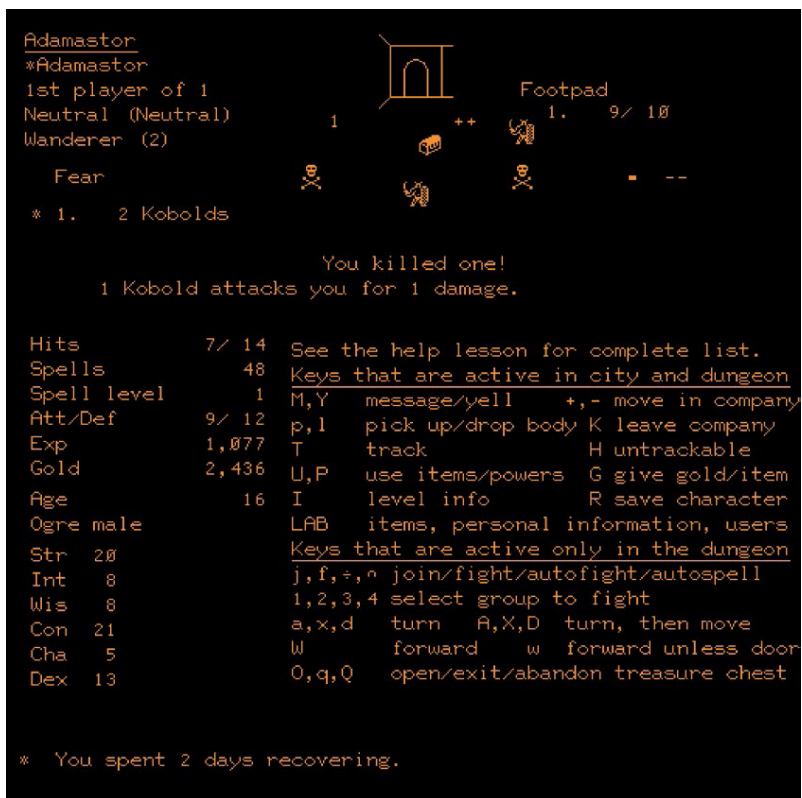 Adamastor
*Adamastor
1st player of 1
Footpad
Neutral (Neutral)
1 ++ 1. 9/ 10
Wanderer (2)
Fear - --
* 1. 2 Kobolds
You killed one!
1 Kobold attacks you for 1 damage.
Hits 7/ 14
Spells 48
Spell level 1
Att/Def 9/ 12
Exp 1,077
Gold 2,436
Age 16
Ogre male
Str 20
Int 8
Wis 8
Con 21
Cha 5
Dex 13
See the help lesson for complete list.
Keys that are active in city and dungeon
M,Y message/yell +,- move in company
p,l pick up/drop body K leave company
T track H untrackable
U,P use items/powers G give gold/item
I level info R save character
LAB items, personal information, users
Keys that are active only in the dungeon
j,f,÷,^ join/fight/autofight/autospell
1,2,3,4 select group to fight
a,x,d turn A,X,D turn, then move
W forward w forward unless door
O,q,Q open/exit/abandon treasure chest
* You spent 2 days recovering.